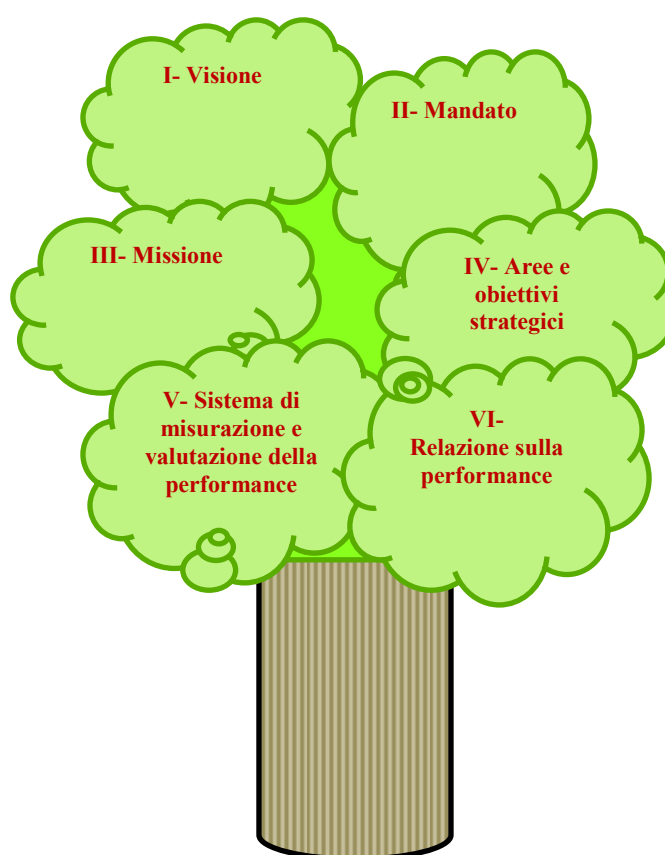 I- Visione
II- Mandato
III- Missione
IV- Aree e
obiettivi
strategici
V- Sistema di
misurazione e
valutazione della
performance
VI-
Relazione sulla
performance